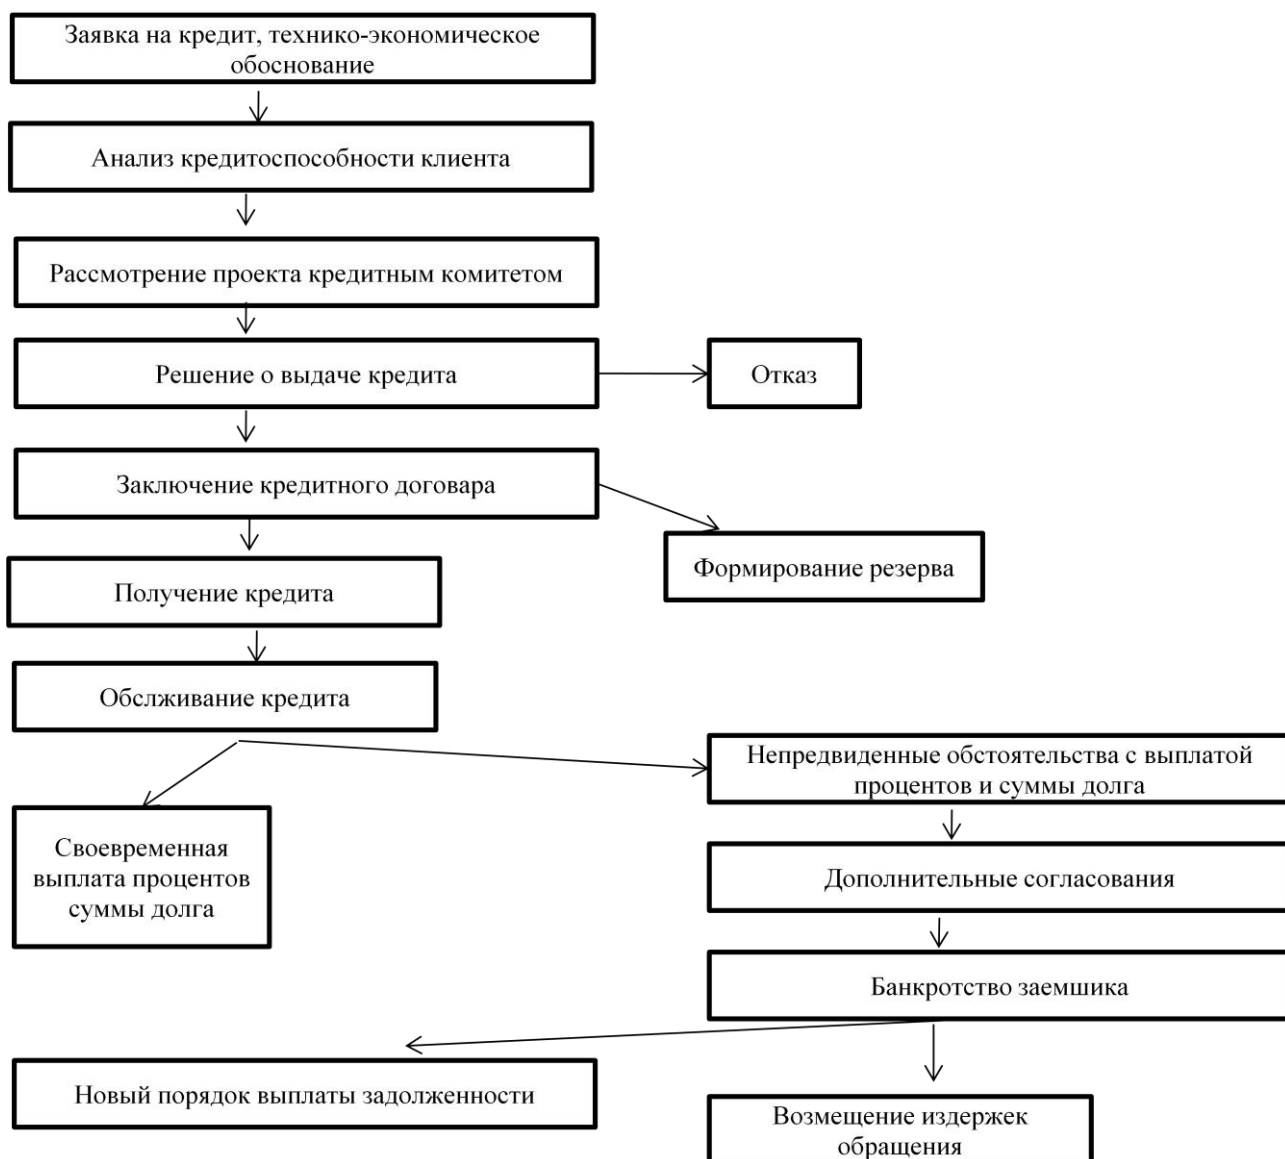 Заявка на кредит, технико-экономическое
обоснование
Анализ кредитоспособности клиента
Рассмотрение проекта кредитным комитетом
Решение о выдаче кредита
Отказ
Заключение кредитного договара
Формирование резерва
Получение кредита
Обслживание кредита
Непредвиденные обстоятельства с выплатой
процентов и суммы долга
Своевременная
выплата процентов
суммы долга
Дополнительные согласования
Банкротство заемшика
Новый порядок выплаты задолженности
Возмещение издержек
обращения